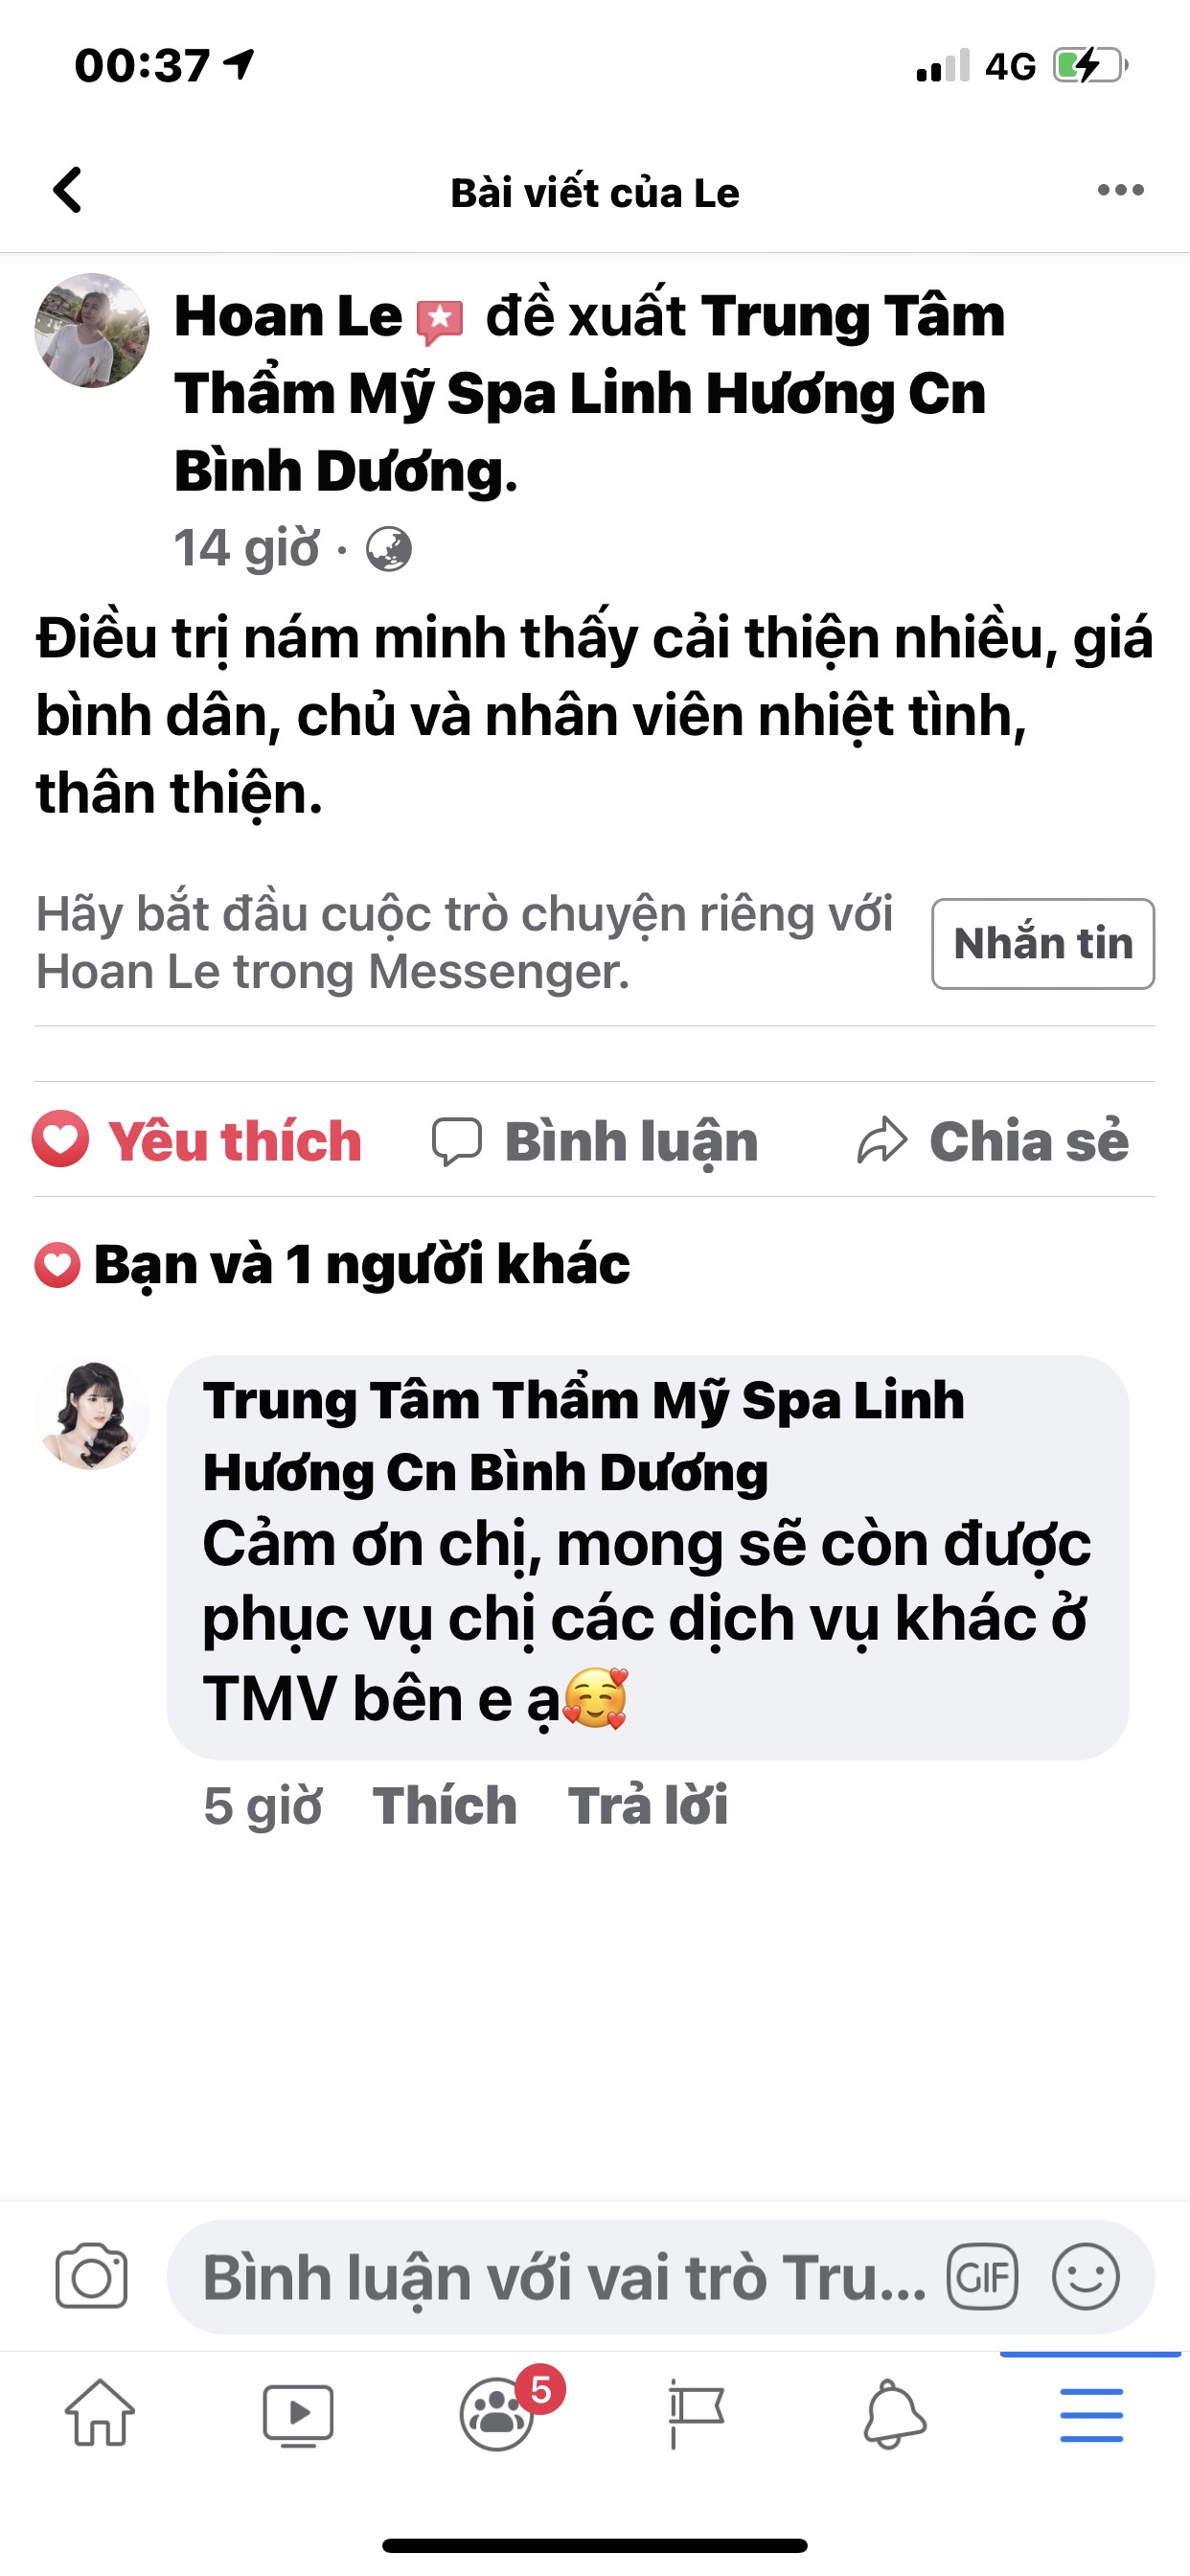 00:37
4G
Bài viết của Le
Hoan Le đề xuất Trung Tâm
Thẩm Mỹ Spa Linh Hương Cn
Bình Dương.
14 giờ ·
Điều trị nám minh thấy cải thiện nhiều, giá
bình dân, chủ và nhân viên nhiệt tình,
thân thiện.
Hãy bắt đầu cuộc trò chuyện riêng với
Hoan Le trong Messenger.
Nhắn tin
Yêu thích Bình luận Chia sẻ
Bạn và 1 người khác
Trung Tâm Thẩm Mỹ Spa Linh
Hương Cn Bình Dương
Cảm ơn chị, mong sẽ còn được
phục vụ chị các dịch vụ khác ở
TMV bên e ạ🥰
5 giờ Thích Trả lời
Bình luận với vai trò Tru... GIF
5